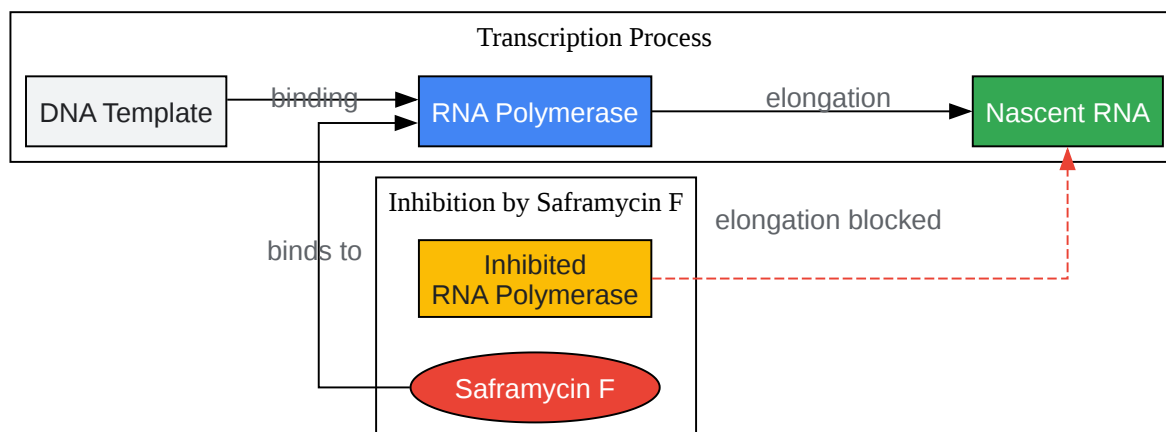 Transcription Process
DNA Template
binding
RNA Polymerase
elongation
Nascent RNA
Inhibition by Saframycin F
binds to
elongation blocked
Inhibited
RNA Polymerase
Saframycin F